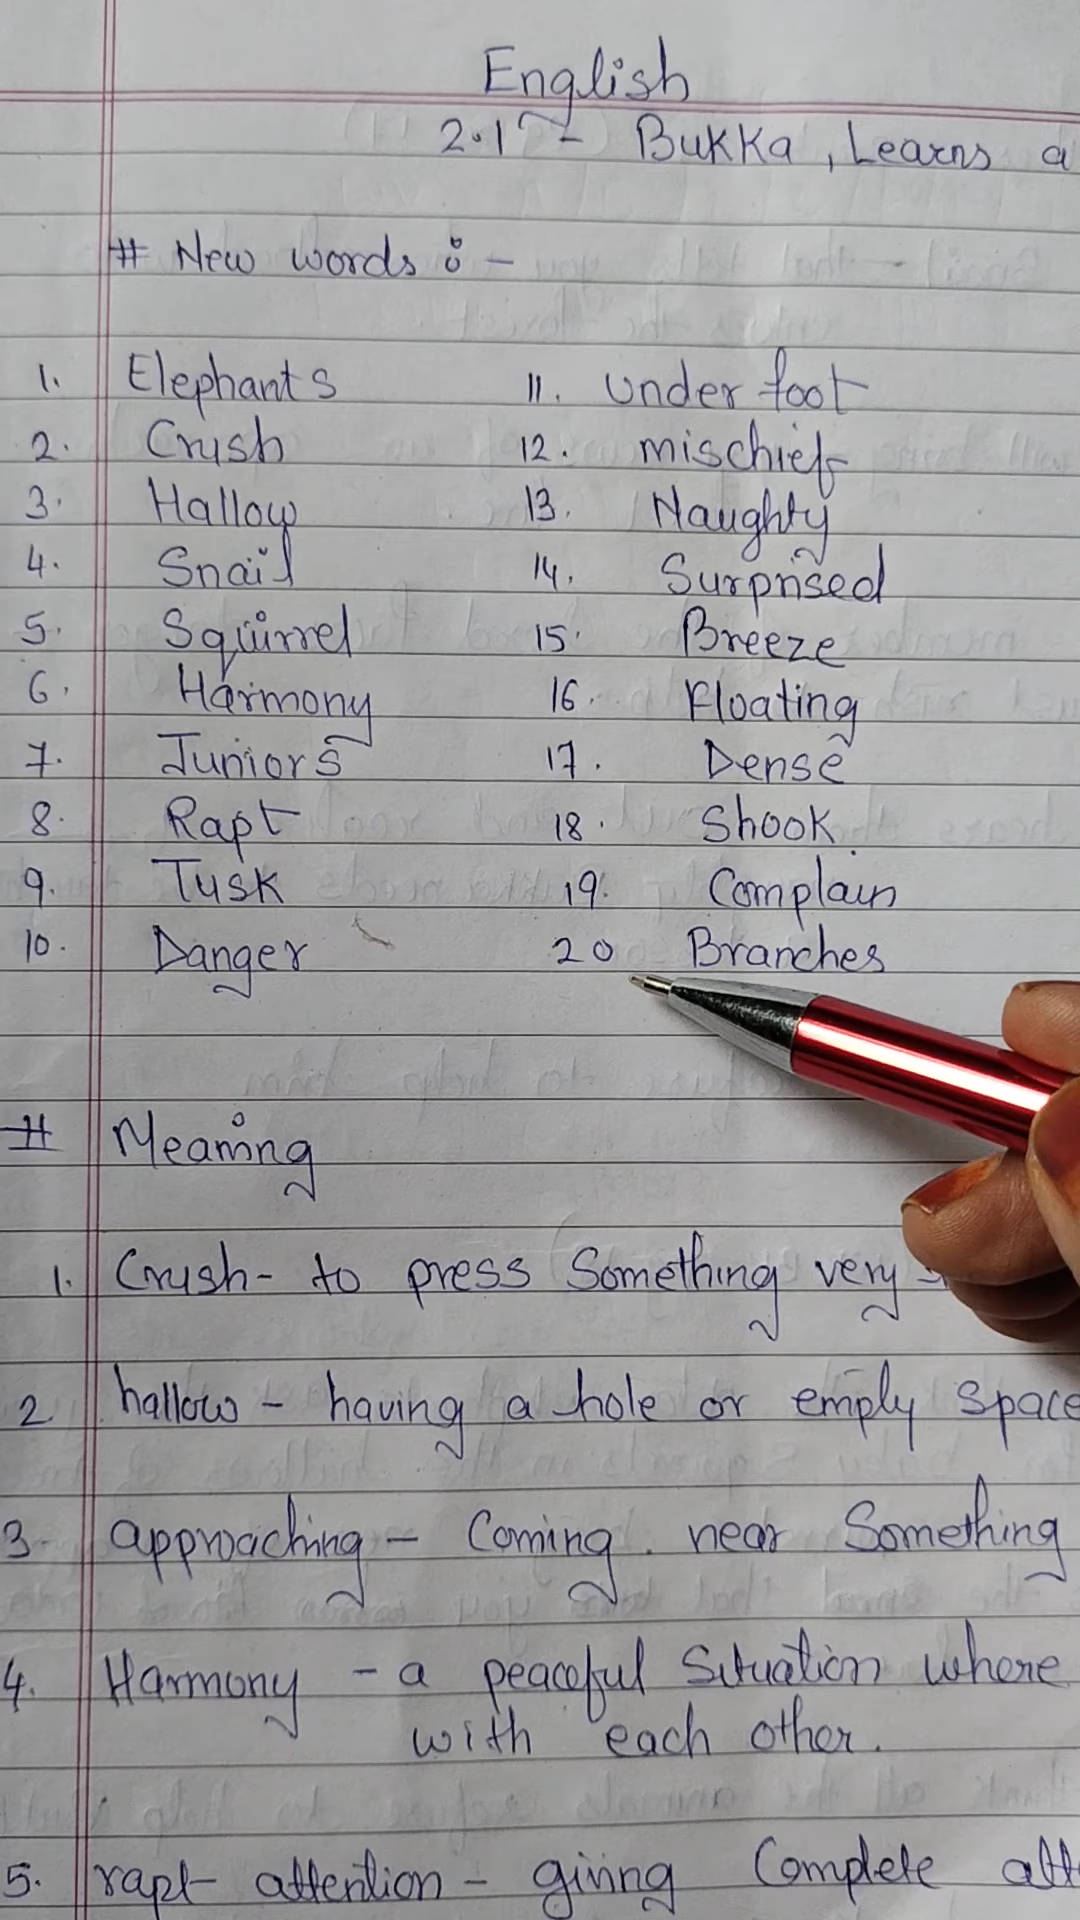 English
2.1 - Bukka, Learns a
# New words :-
1. Elephants 11. Under foot
2. Crush 12. mischief
3. Hallow 13. Naughty
4. Snail 14. Surprised
5. Squirrel 15. Breeze
6. Harmony 16. Floating
7. Juniors 17. Dense
8. Rapt 18. Shook
9. Tusk 19. Complain
10. Danger 20 Branches
# Meaning
1. Crush - to press Something very
2 hallow - having a hole or empty space
3. approaching - Coming near Something
4. Harmony - a peaceful Situation where
with each other.
5. rapt attention - giving Complete